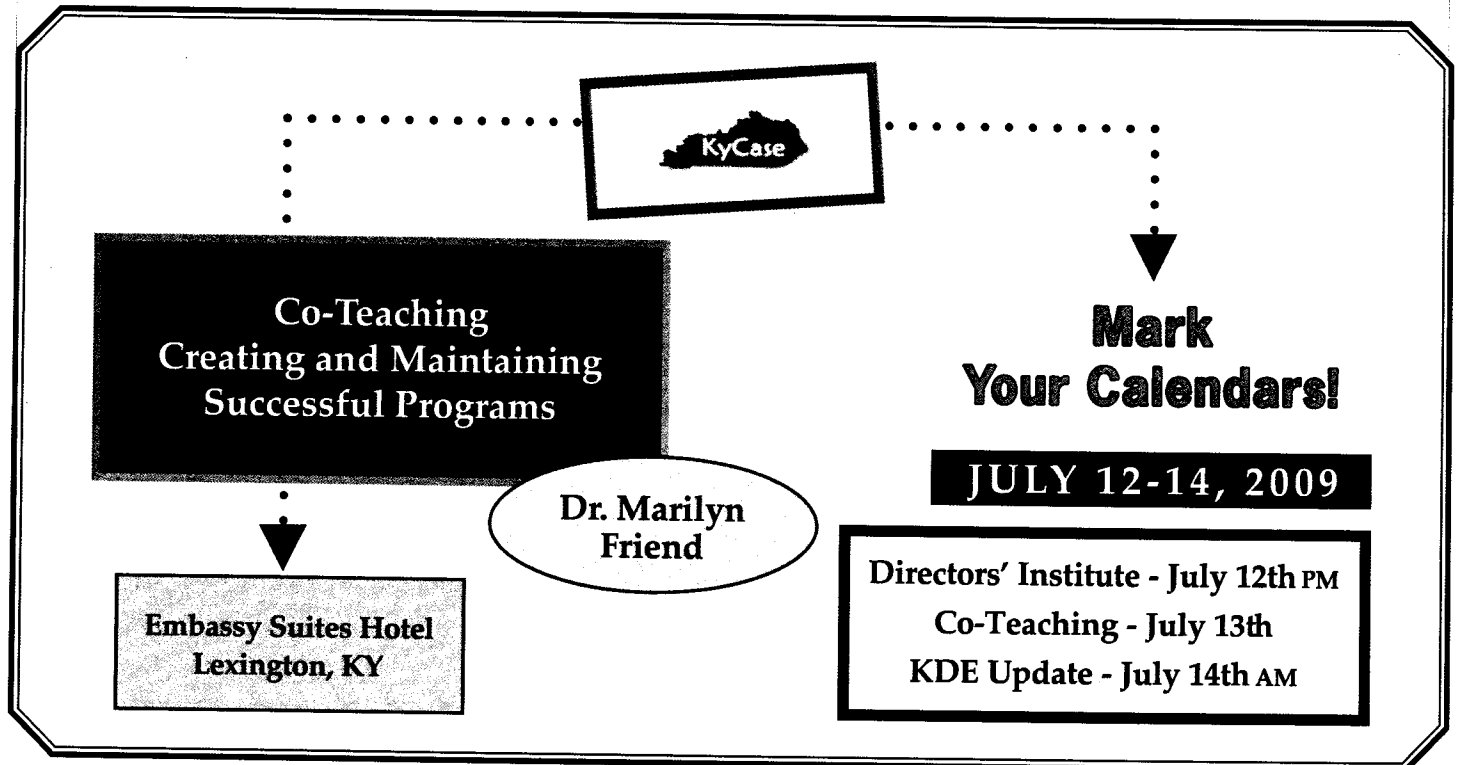 KyCase
Co-Teaching
Creating and Maintaining
Successful Programs
Dr. Marilyn
Friend
Embassy Suites Hotel
Lexington, KY
Mark
Your Calendars!
JULY 12-14, 2009
Directors' Institute - July 12th PM
Co-Teaching - July 13th
KDE Update - July 14th AM